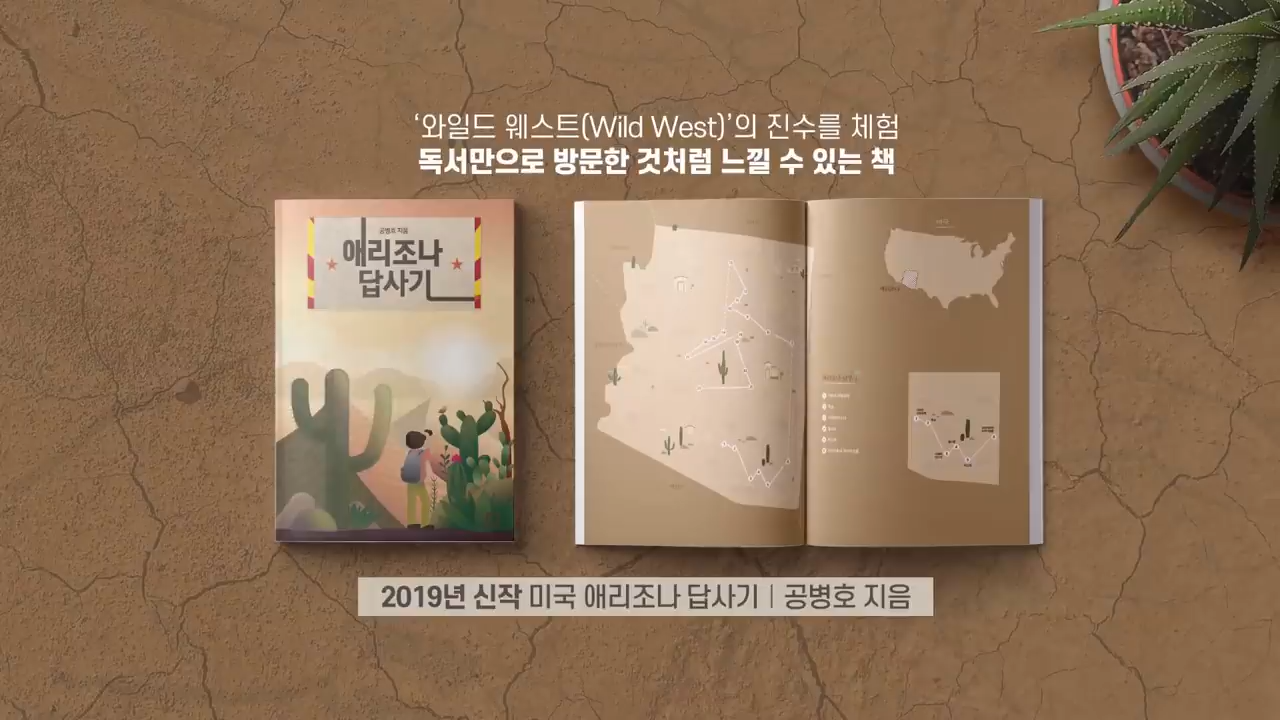 ‘와일드 웨스트(Wild West)’의 진수를 체험
독서만으로 방문한 것처럼 느낄 수 있는 책
공병호 지음
애리조나
답사기
2019년 신작 미국 애리조나 답사기 | 공병호 지음